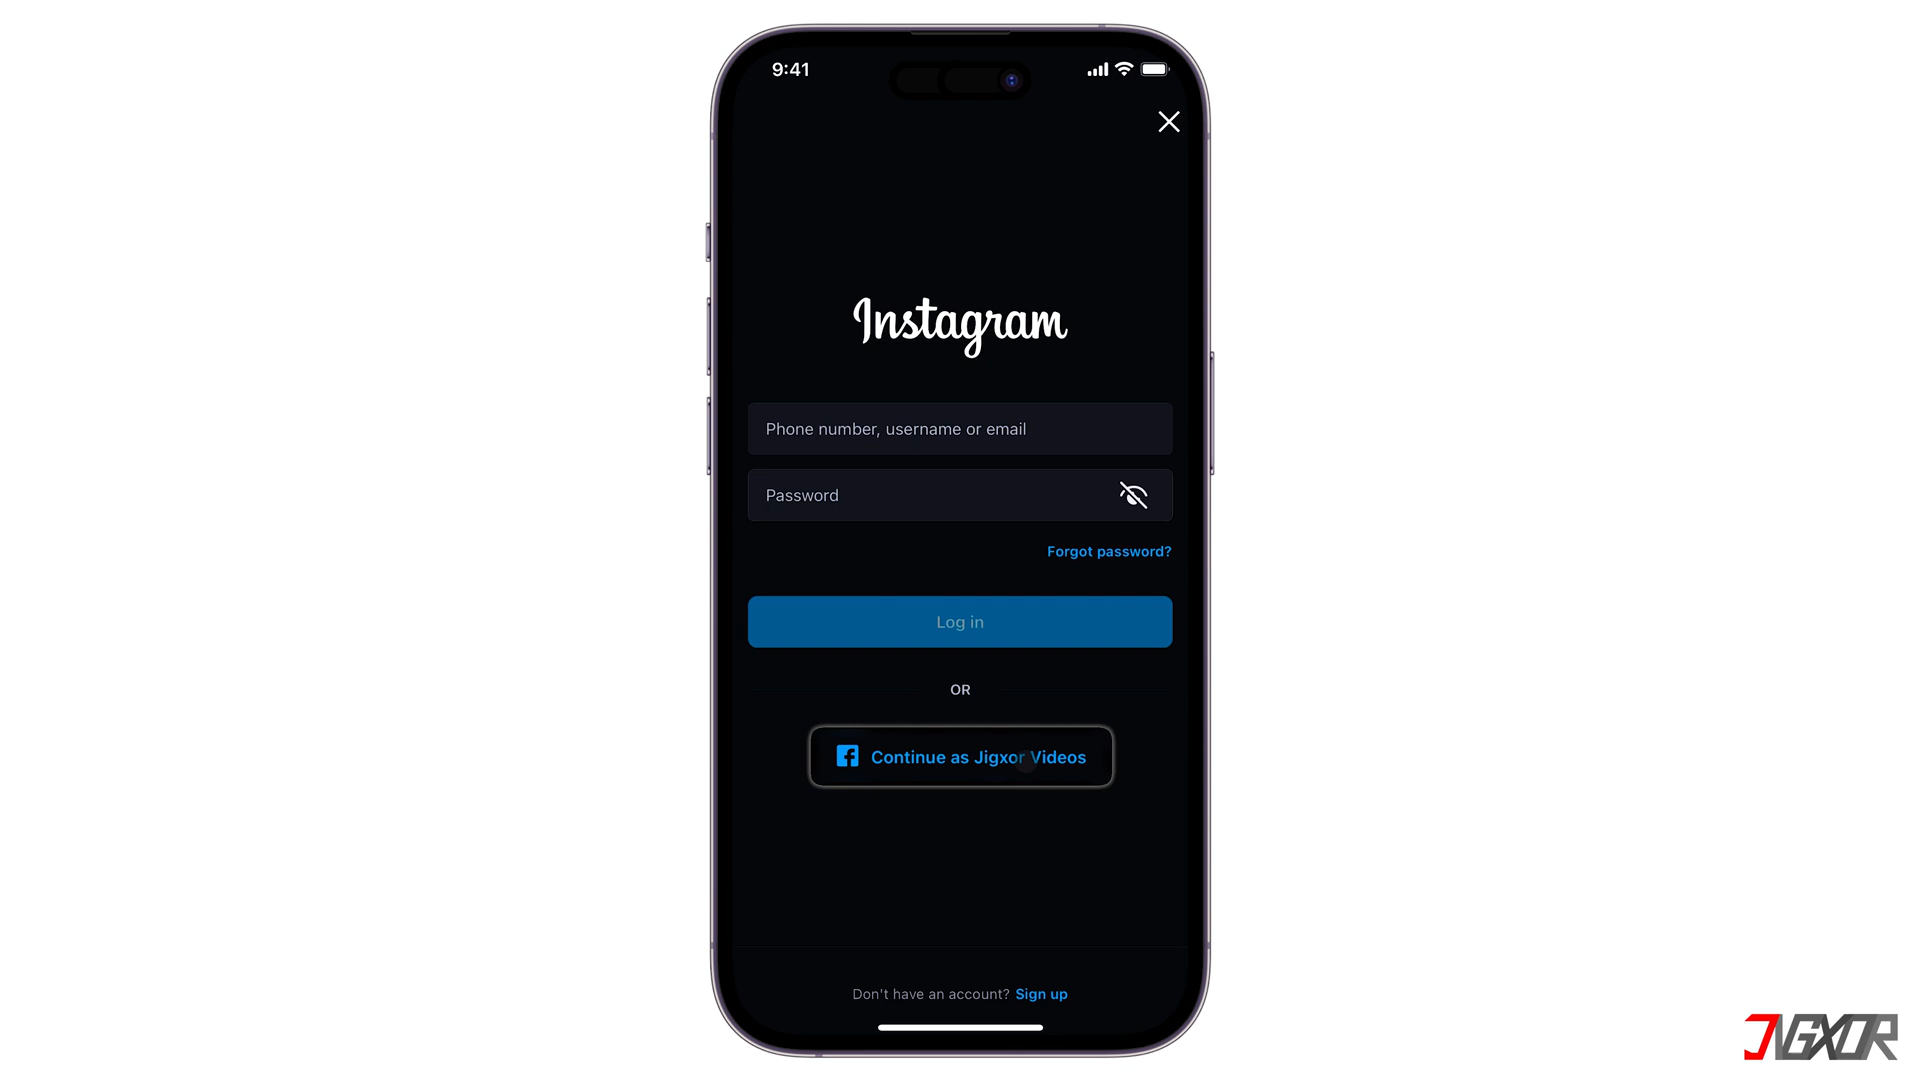 9:41
Instagram
Phone number, username or email
Password
Forgot password?
Log in
OR
Continue as Jigxor Videos
Don't have an account? Sign up
JIGXOR